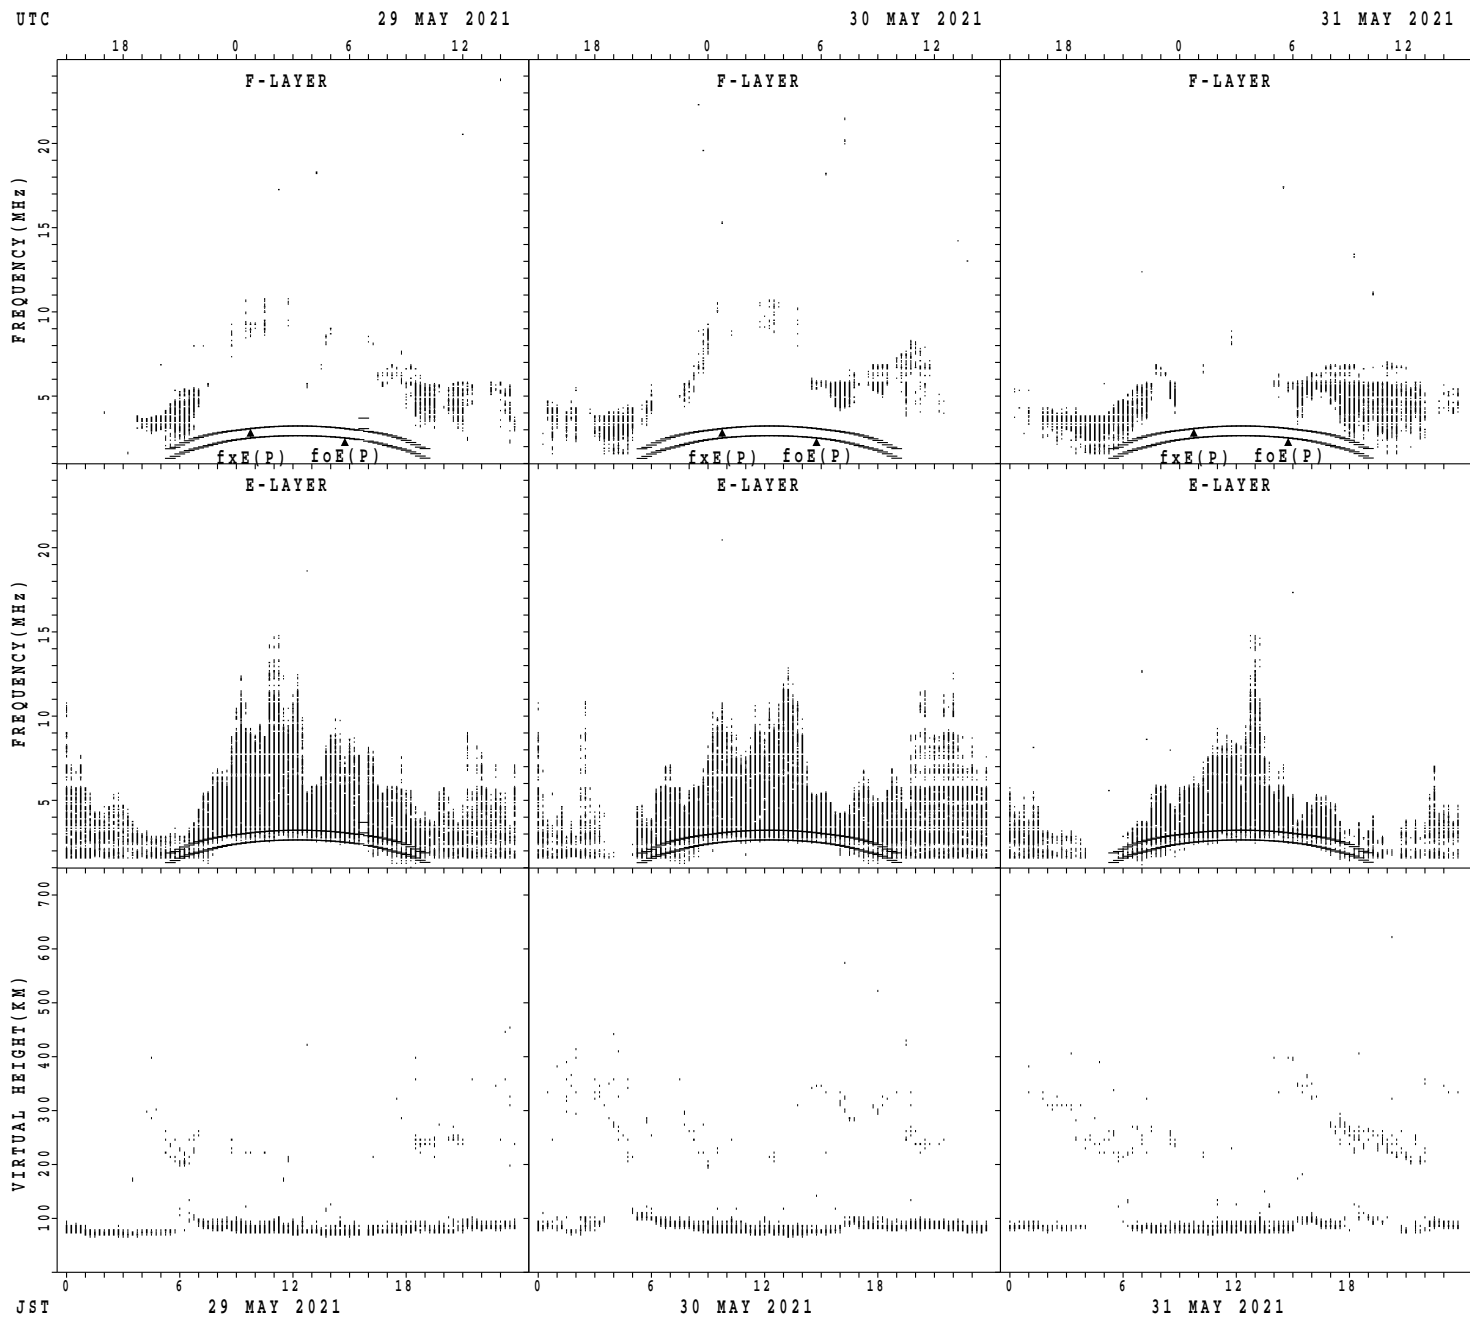 UTC 29 MAY 2021 30 MAY 2021 31 MAY 2021
18 0 6 12 18 0 6 12 18 0 6 12
F-LAYER F-LAYER F-LAYER
FREQUENCY(MHz)
20
15
10
5
fxE(P) foE(P) fxE(P) foE(P) fxE(P) foE(P)
E-LAYER E-LAYER E-LAYER
FREQUENCY(MHz)
20
15
10
5
VIRTUAL HEIGHT(KM)
700
600
500
400
300
200
100
0 6 12 18 0 6 12 18 0 6 12 18
JST 29 MAY 2021 30 MAY 2021 31 MAY 2021